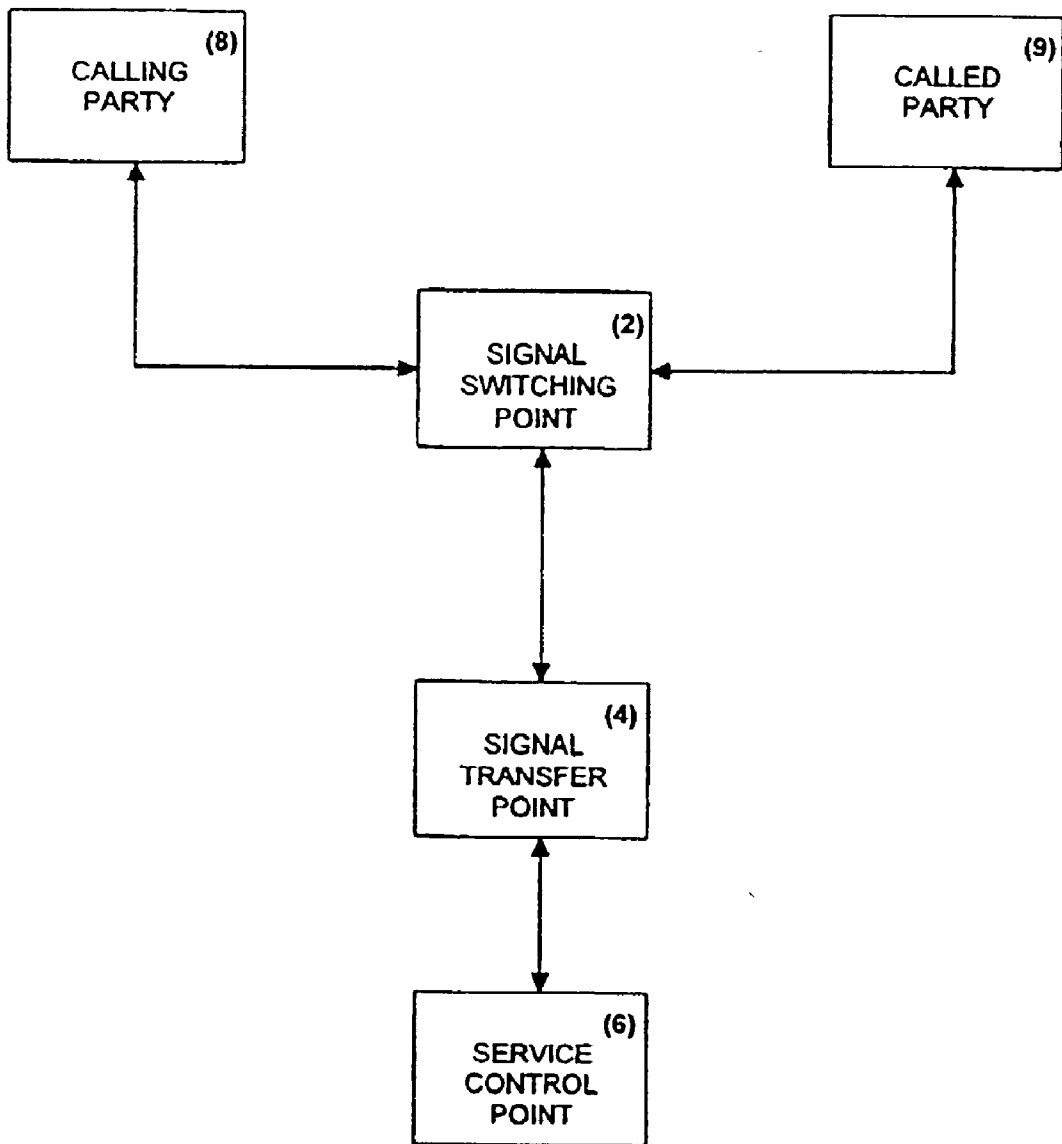 (8)
CALLING
PARTY
(9)
CALLED
PARTY
(2)
SIGNAL
SWITCHING
POINT
(4)
SIGNAL
TRANSFER
POINT
(6)
SERVICE
CONTROL
POINT